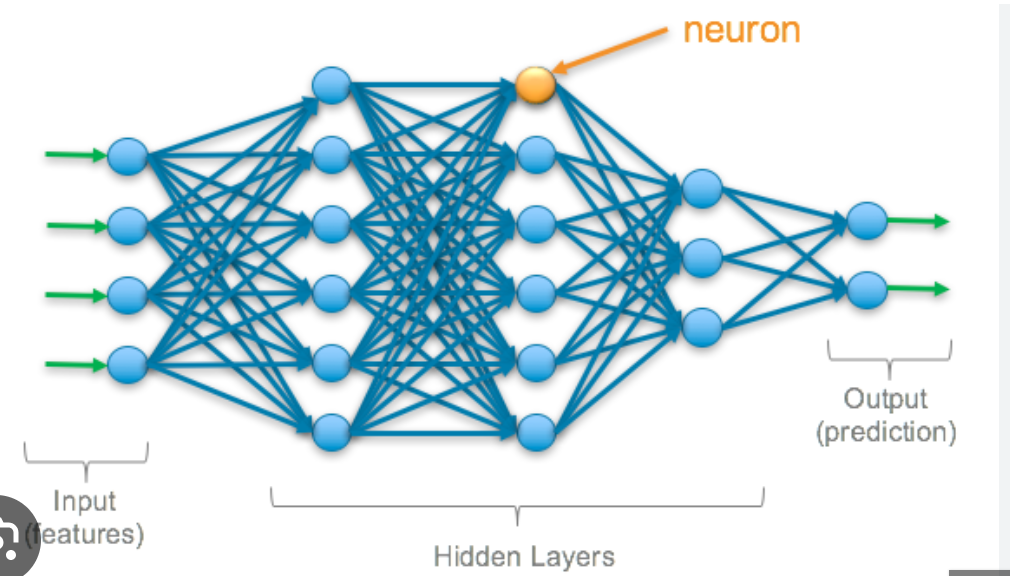 neuron
Output
(prediction)
Input
(features)
Hidden Layers